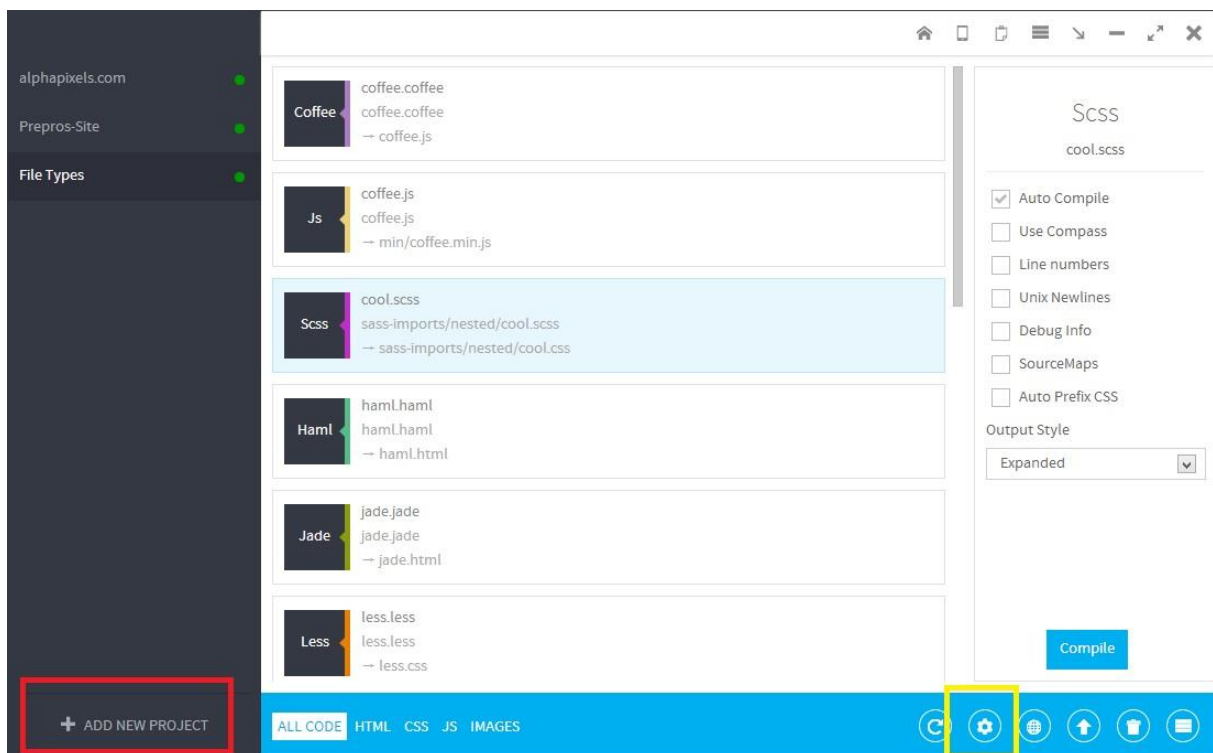 alphapixels.com
Prepros-Site
File Types
+ ADD NEW PROJECT
Coffee
coffee.coffee
coffee.coffee
→ coffee.js
Js
coffee.js
coffee.js
→ min/coffee.min.js
Scss
cool.scss
sass-imports/nested/cool.scss
→ sass-imports/nested/cool.css
Haml
haml.haml
haml.haml
→ haml.html
Jade
jade.jade
jade.jade
→ jade.html
Less
less.less
less.less
→ less.css
ALL CODE HTML CSS JS IMAGES
Scss
cool.scss
Auto Compile
Use Compass
Line numbers
Unix Newlines
Debug Info
SourceMaps
Auto Prefix CSS
Output Style
Expanded
Compile